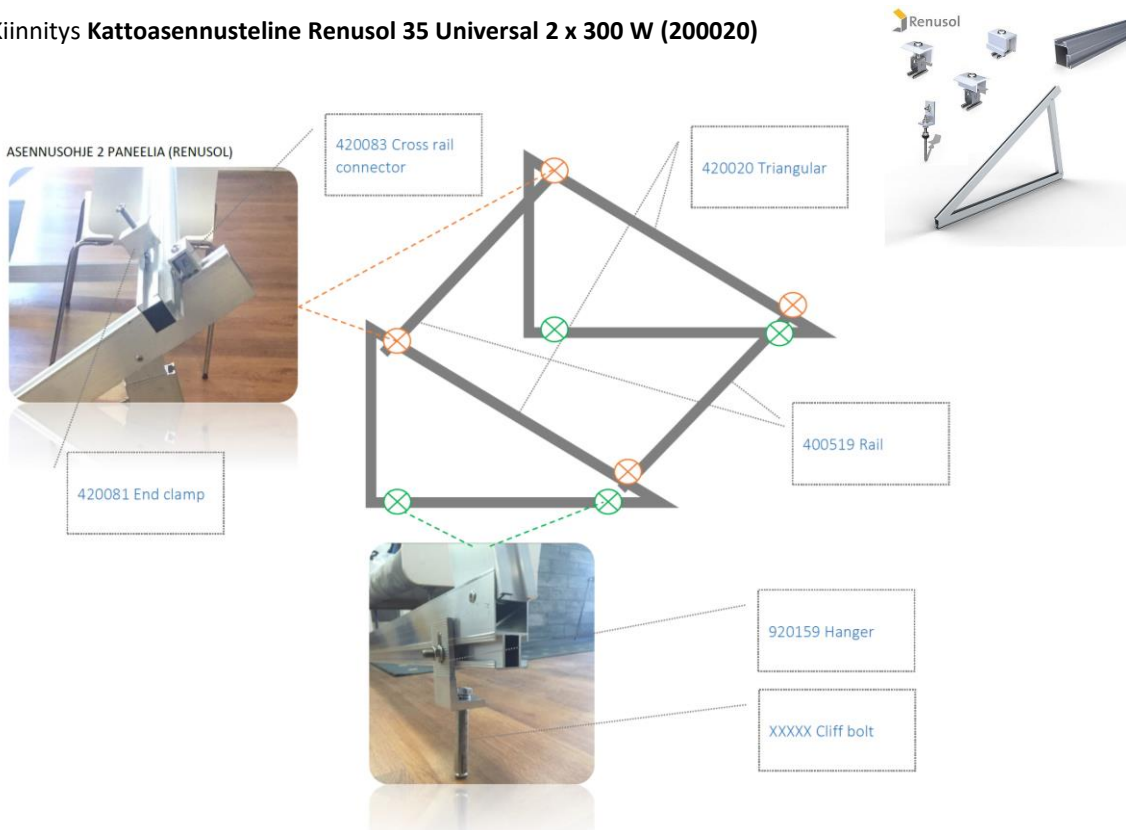 Kiinnitys Kattoasennusteline Renusol 35 Universal 2 x 300 W (200020)
Renusol
ASENNUSOHJE 2 PANEELIA (RENUSOL)
420083 Cross rail
connector
420020 Triangular
400519 Rail
420081 End clamp
920159 Hanger
XXXXX Cliff bolt